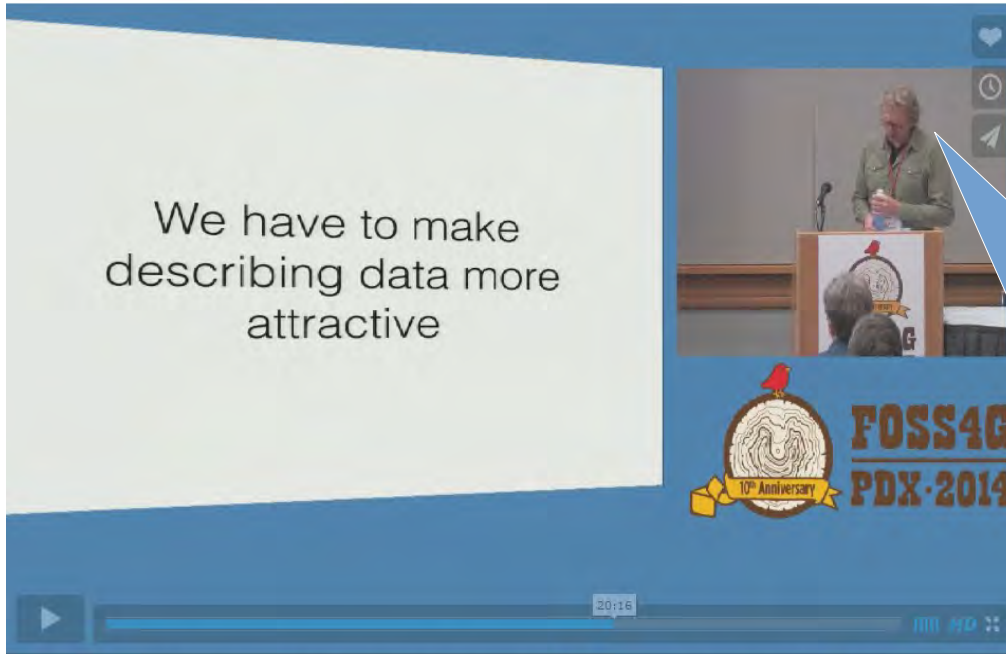 We have to make
describing data more
attractive
G
FOSS4G
10th Anniversary
PDX·2014
20:16
HD